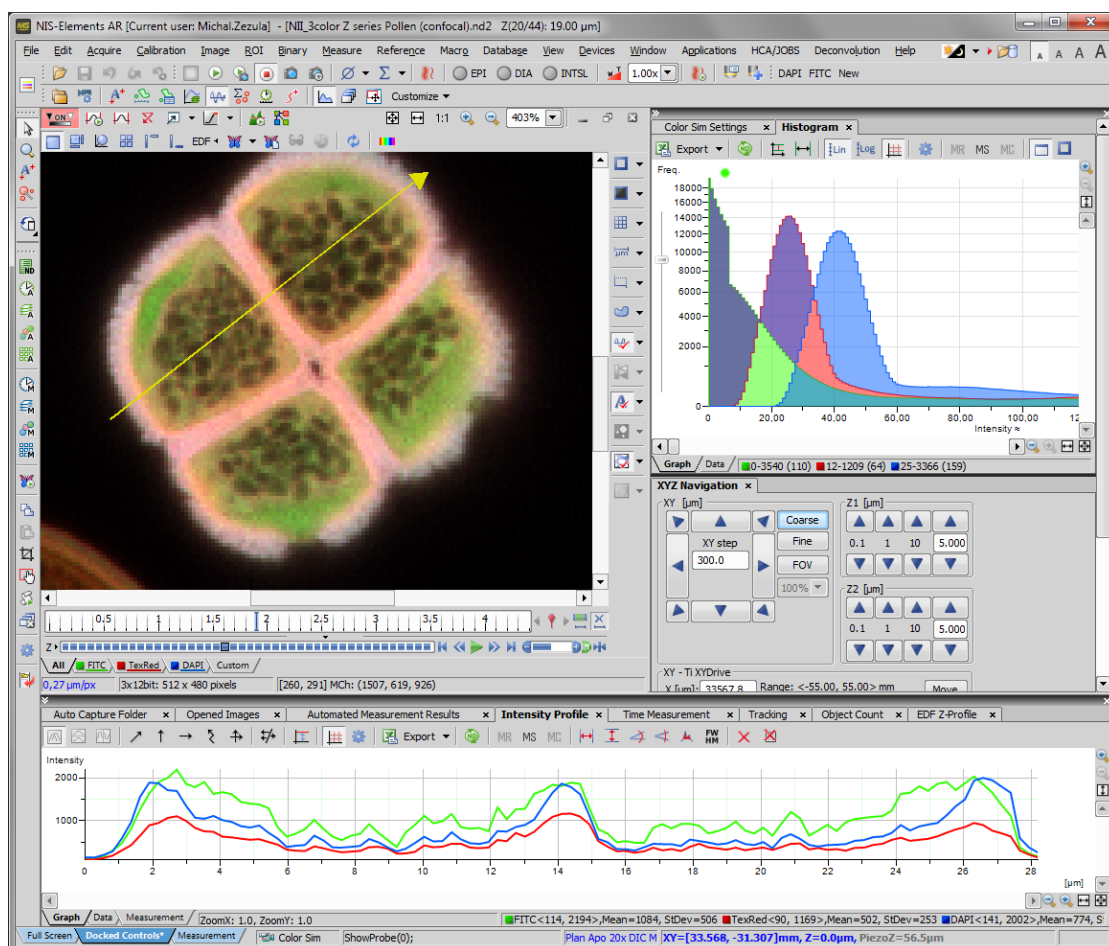 NIS-Elements AR [Current user: Michal.Zezula] - [NII_3color Z series Pollen (confocal).nd2 Z(20/44): 19.00 µm]
File Edit Acquire Calibration Image ROI Binary Measure Reference Macro Database View Devices Window Applications HCA/JOBS Deconvolution Help A A A A
EPI DIA INTSL 1.00x DAPI FITC New
Customize
ON 1:1 403%
EDF
Color Sim Settings x Histogram x
Export Lin Log MR MS MC
Freq.
18000
16000
14000
12000
10000
8000
6000
4000
2000
0
0 20,00 40,00 60,00 80,00 100,00 12
Intensity ≈
Graph Data 0-3540 (110) 12-1209 (64) 25-3366 (159)
XYZ Navigation x
XY [µm]
XY step
300.0
Coarse
Fine
FOV
100%
Z1 [µm]
0.1 1 10 5.000
Z2 [µm]
0.1 1 10 5.000
XY - Ti XYDrive
X [µm]: 33567.8 Range: <-55.00, 55.00> mm Move
0.5 1 1.5 2 2.5 3 3.5 4
Z
All FITC TexRed DAPI Custom
0,27 µm/px 3x12bit: 512 x 480 pixels [260, 291] MCh: (1507, 619, 926)
Auto Capture Folder x Opened Images x Automated Measurement Results x Intensity Profile x Time Measurement x Tracking x Object Count x EDF Z-Profile x
Export MR MS MC FW HM
Intensity
2000
1000
0 2 4 6 8 10 12 14 16 18 20 22 24 26 28
[µm]
Graph Data Measurement ZoomX: 1.0, ZoomY: 1.0 FITC<114, 2194>,Mean=1084, StDev=506 TexRed<90, 1169>,Mean=502, StDev=253 DAPI<141, 2002>,Mean=774, S
Full Screen Docked Controls* Measurement Color Sim ShowProbe(0); Plan Apo 20x DIC M XY=[33.568, -31.307]mm, Z=0.0µm, PiezoZ=56.5µm